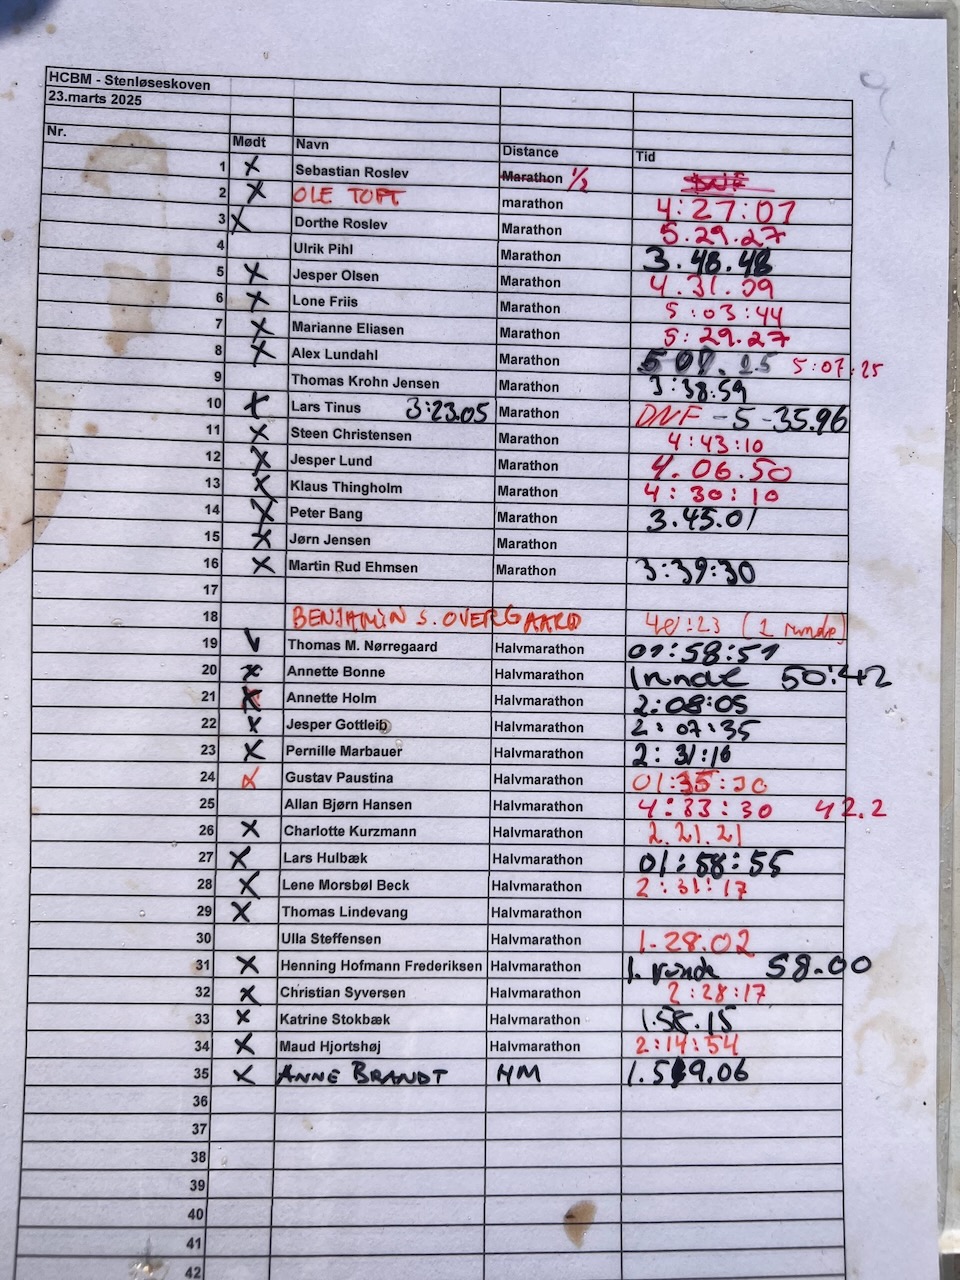 HCBM - Stenløseskoven
23.marts 2025
Nr. Mødt Navn Distance Tid
1 X Sebastian Roslev Marathon 1/2 DNF
2 X OLE TOFT marathon 4:27:07
3 X Dorthe Roslev Marathon 5.29.27
4 Ulrik Pihl Marathon 3.48.48
5 X Jesper Olsen Marathon 4.31.09
6 X Lone Friis Marathon 5:03:44
7 X Marianne Eliasen Marathon 5:29.27
8 X Alex Lundahl Marathon 5:07:25
9 Thomas Krohn Jensen Marathon 3:38.59
10 X Lars Tinus 3:23.05 Marathon DNF -5-35.96
11 X Steen Christensen Marathon 4:43:10
12 X Jesper Lund Marathon 4.06.50
13 X Klaus Thingholm Marathon 4:30:10
14 X Peter Bang Marathon 3.45.01
15 X Jørn Jensen Marathon
16 X Martin Rud Ehmsen Marathon 3:39:30
17
18 BENJAMIN S. OVERGAARD (1 runde)
19 Thomas M. Nørregaard Halvmarathon 01:58:51
20 X Annette Bonne Halvmarathon 1 runde 50:42
21 X Annette Holm Halvmarathon 2:08:05
22 X Jesper Gottleib Halvmarathon 2:07:35
23 X Pernille Marbauer Halvmarathon 2:31:16
24 X Gustav Paustina Halvmarathon 01:35:30
25 Allan Bjørn Hansen Halvmarathon 4:33:30 42.2
26 X Charlotte Kurzmann Halvmarathon 2.21.21
27 X Lars Hulbæk Halvmarathon 01:58:55
28 X Lene Morsbøl Beck Halvmarathon 2:31:17
29 X Thomas Lindevang Halvmarathon
30 Ulla Steffensen Halvmarathon 1.28.02
31 X Henning Hofmann Frederiksen Halvmarathon 1. runde 58.00
32 X Christian Syversen Halvmarathon 2:28:17
33 X Katrine Stokbæk Halvmarathon 1.58.15
34 X Maud Hjortshøj Halvmarathon 2:14:54
35 X ANNE BRANDT HM 1.59.06
36
37
38
39
40
41
42